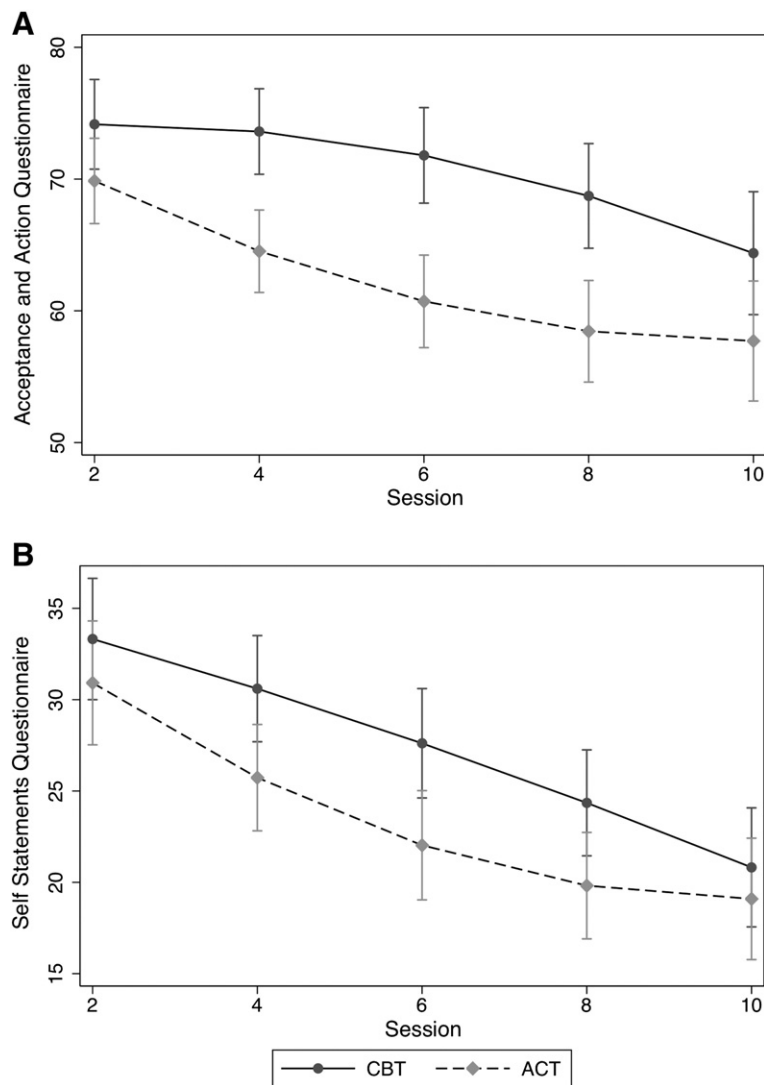 A
Acceptance and Action Questionnaire
80
70
60
50
2 4 6 8 10
Session
B
Self Statements Questionnaire
35
30
25
20
15
2 4 6 8 10
Session
CBT ACT